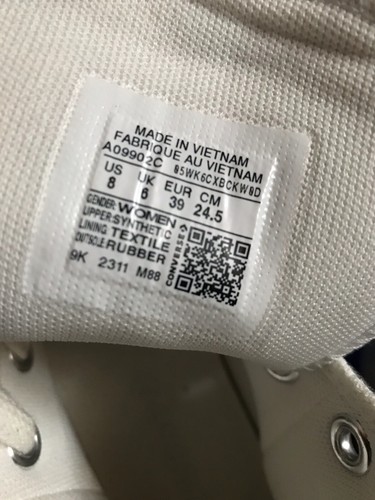 MADE IN VIETNAM
FABRIQUE AU VIETNAM
A09902C 05WK6CXBCKW0D
US UK EUR CM
8 6 39 24.5
GENDER: WOMEN
UPPER: SYNTHETIC
LINING: TEXTILE
OUTSOLE: RUBBER
9K 2311 M88
CONVERSE